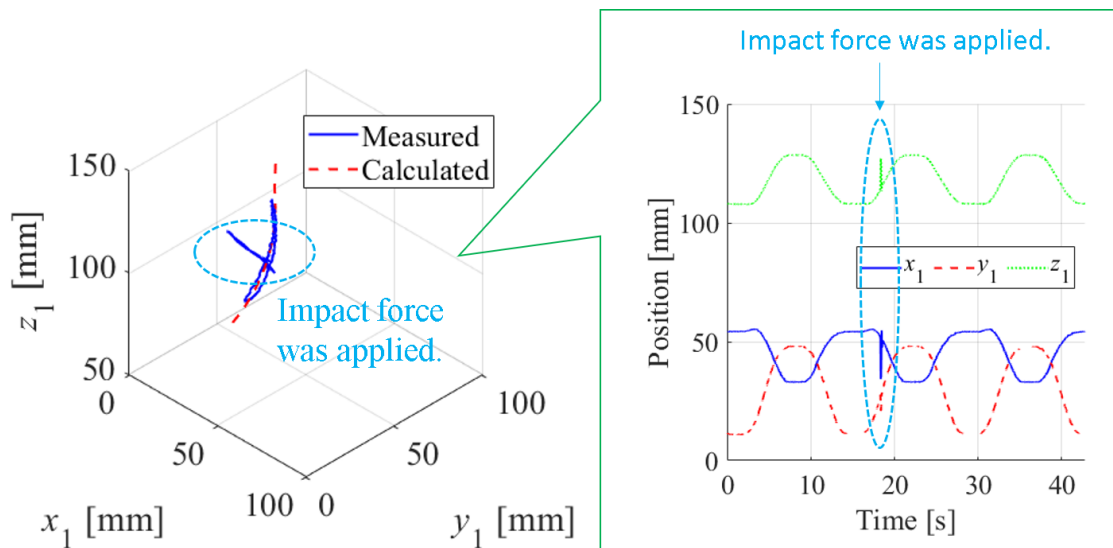 Impact force was applied.
Measured
Calculated
150
100
50
0
50
100
0
50
100
z1 [mm]
x1 [mm]
y1 [mm]
Impact force
was applied.
150
100
50
0
Position [mm]
x1 y1 z1
0 10 20 30 40
Time [s]